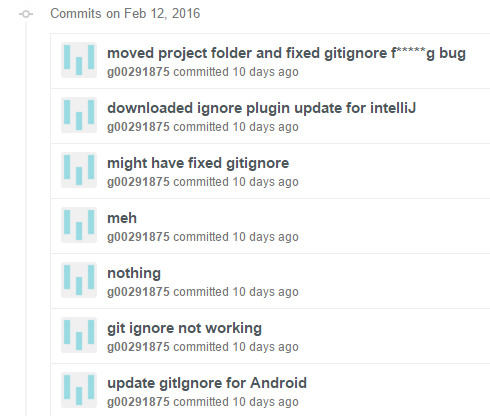 Commits on Feb 12, 2016
moved project folder and fixed gitignore f*****g bug
g00291875 committed 10 days ago
downloaded ignore plugin update for intelliJ
g00291875 committed 10 days ago
might have fixed gitignore
g00291875 committed 10 days ago
meh
g00291875 committed 10 days ago
nothing
g00291875 committed 10 days ago
git ignore not working
g00291875 committed 10 days ago
update gitIgnore for Android
g00291875 committed 10 days ago